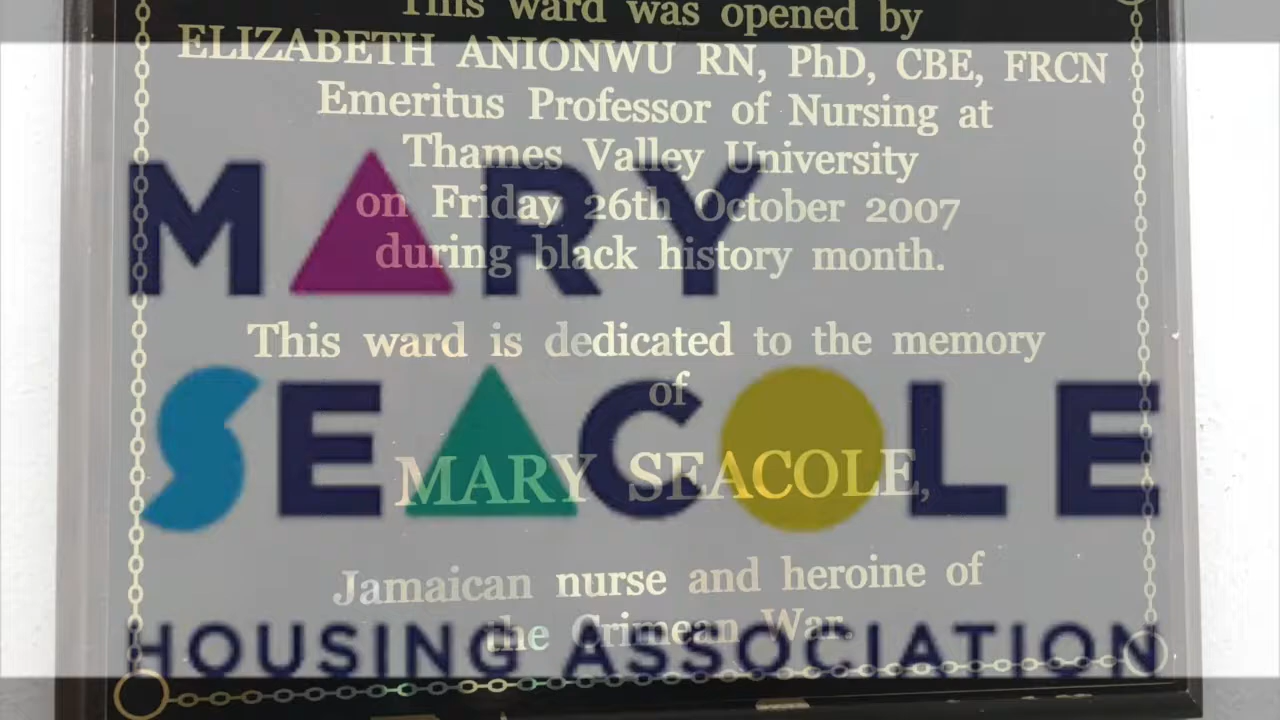 This ward was opened by
ELIZABETH ANIONWU RN, PhD, CBE, FRCN
Emeritus Professor of Nursing at
Thames Valley University
on Friday 26th October 2007
during black history month.
This ward is dedicated to the memory
of
MARY SEACOLE,
Jamaican nurse and heroine of
the Crimean War.
MARY
SEACOLE
HOUSING ASSOCIATION